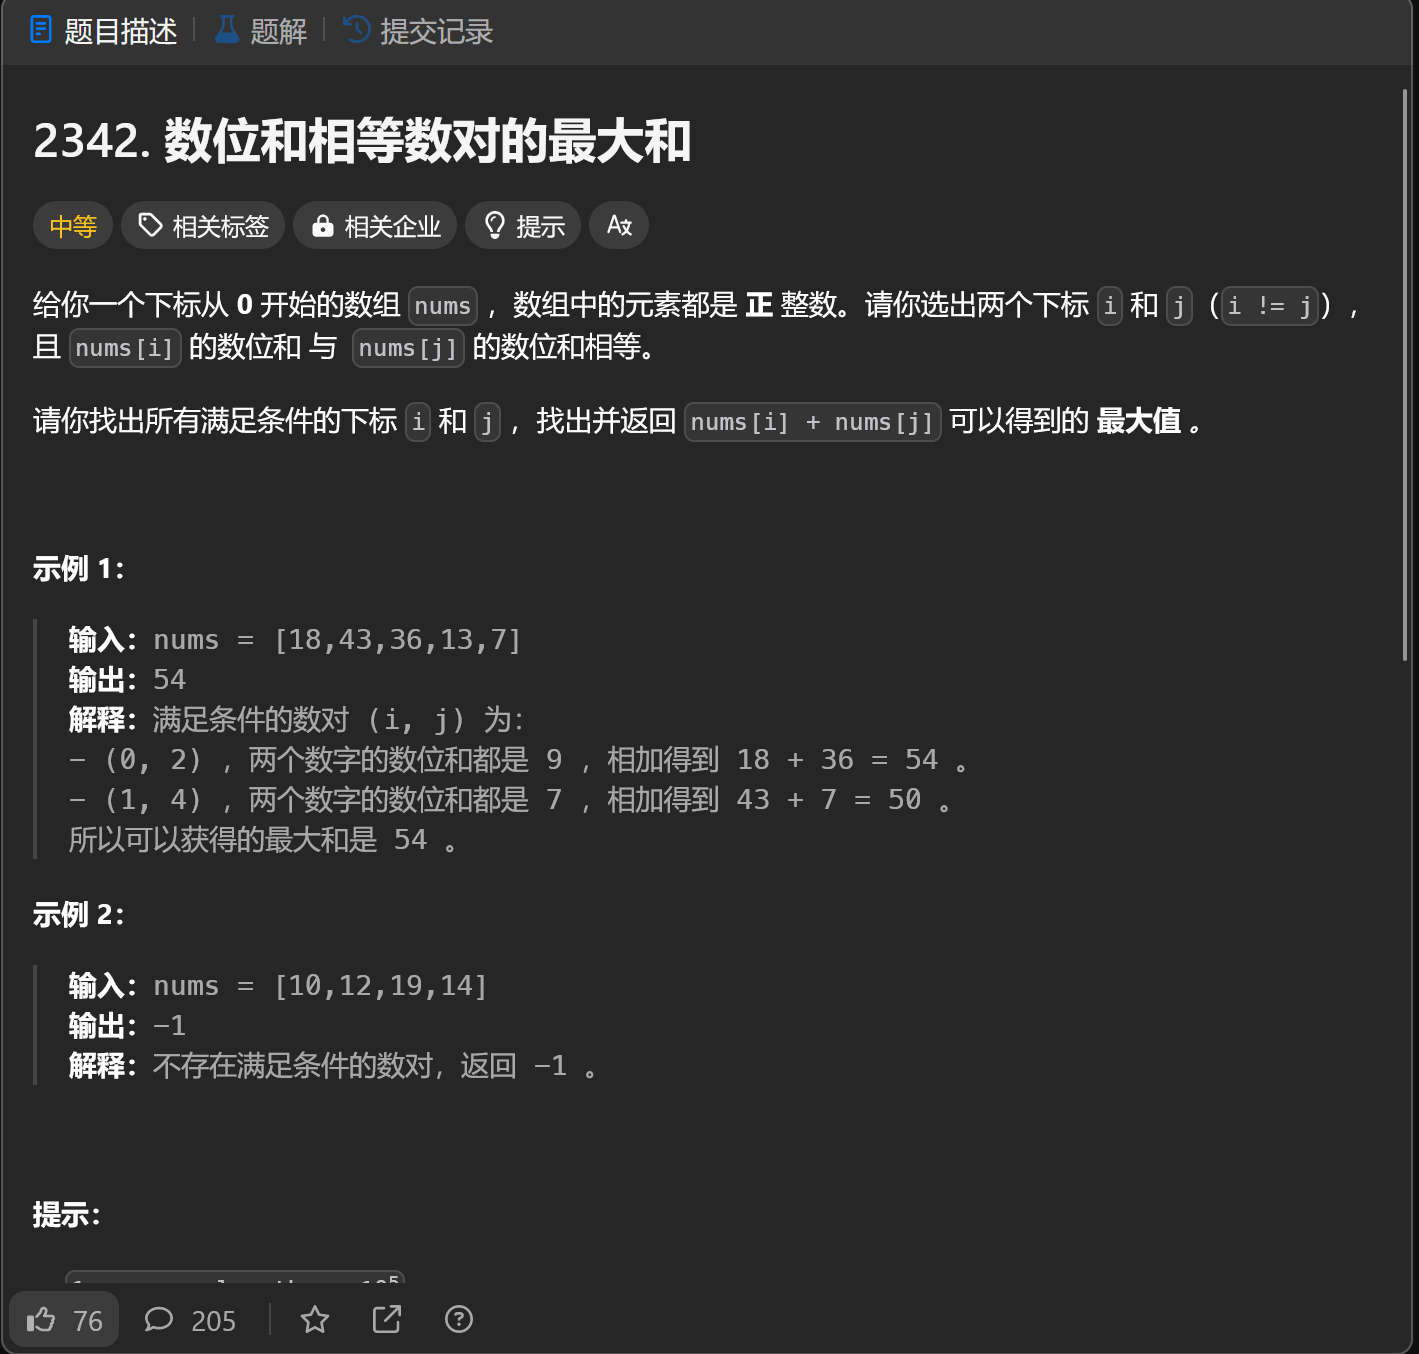 题目描述 题解 提交记录
2342. 数位和相等数对的最大和
中等 相关标签 相关企业 提示
给你一个下标从 0 开始的数组 nums ，数组中的元素都是 正 整数。请你选出两个下标 i 和 j（i != j），
且 nums[i] 的数位和 与 nums[j] 的数位和相等。
请你找出所有满足条件的下标 i 和 j ，找出并返回 nums[i] + nums[j] 可以得到的 最大值 。
示例 1：
输入：nums = [18,43,36,13,7]
输出：54
解释：满足条件的数对 (i, j) 为：
- (0, 2) ，两个数字的数位和都是 9 ，相加得到 18 + 36 = 54 。
- (1, 4) ，两个数字的数位和都是 7 ，相加得到 43 + 7 = 50 。
所以可以获得的最大和是 54 。
示例 2：
输入：nums = [10,12,19,14]
输出：-1
解释：不存在满足条件的数对，返回 -1 。
提示：
76 205